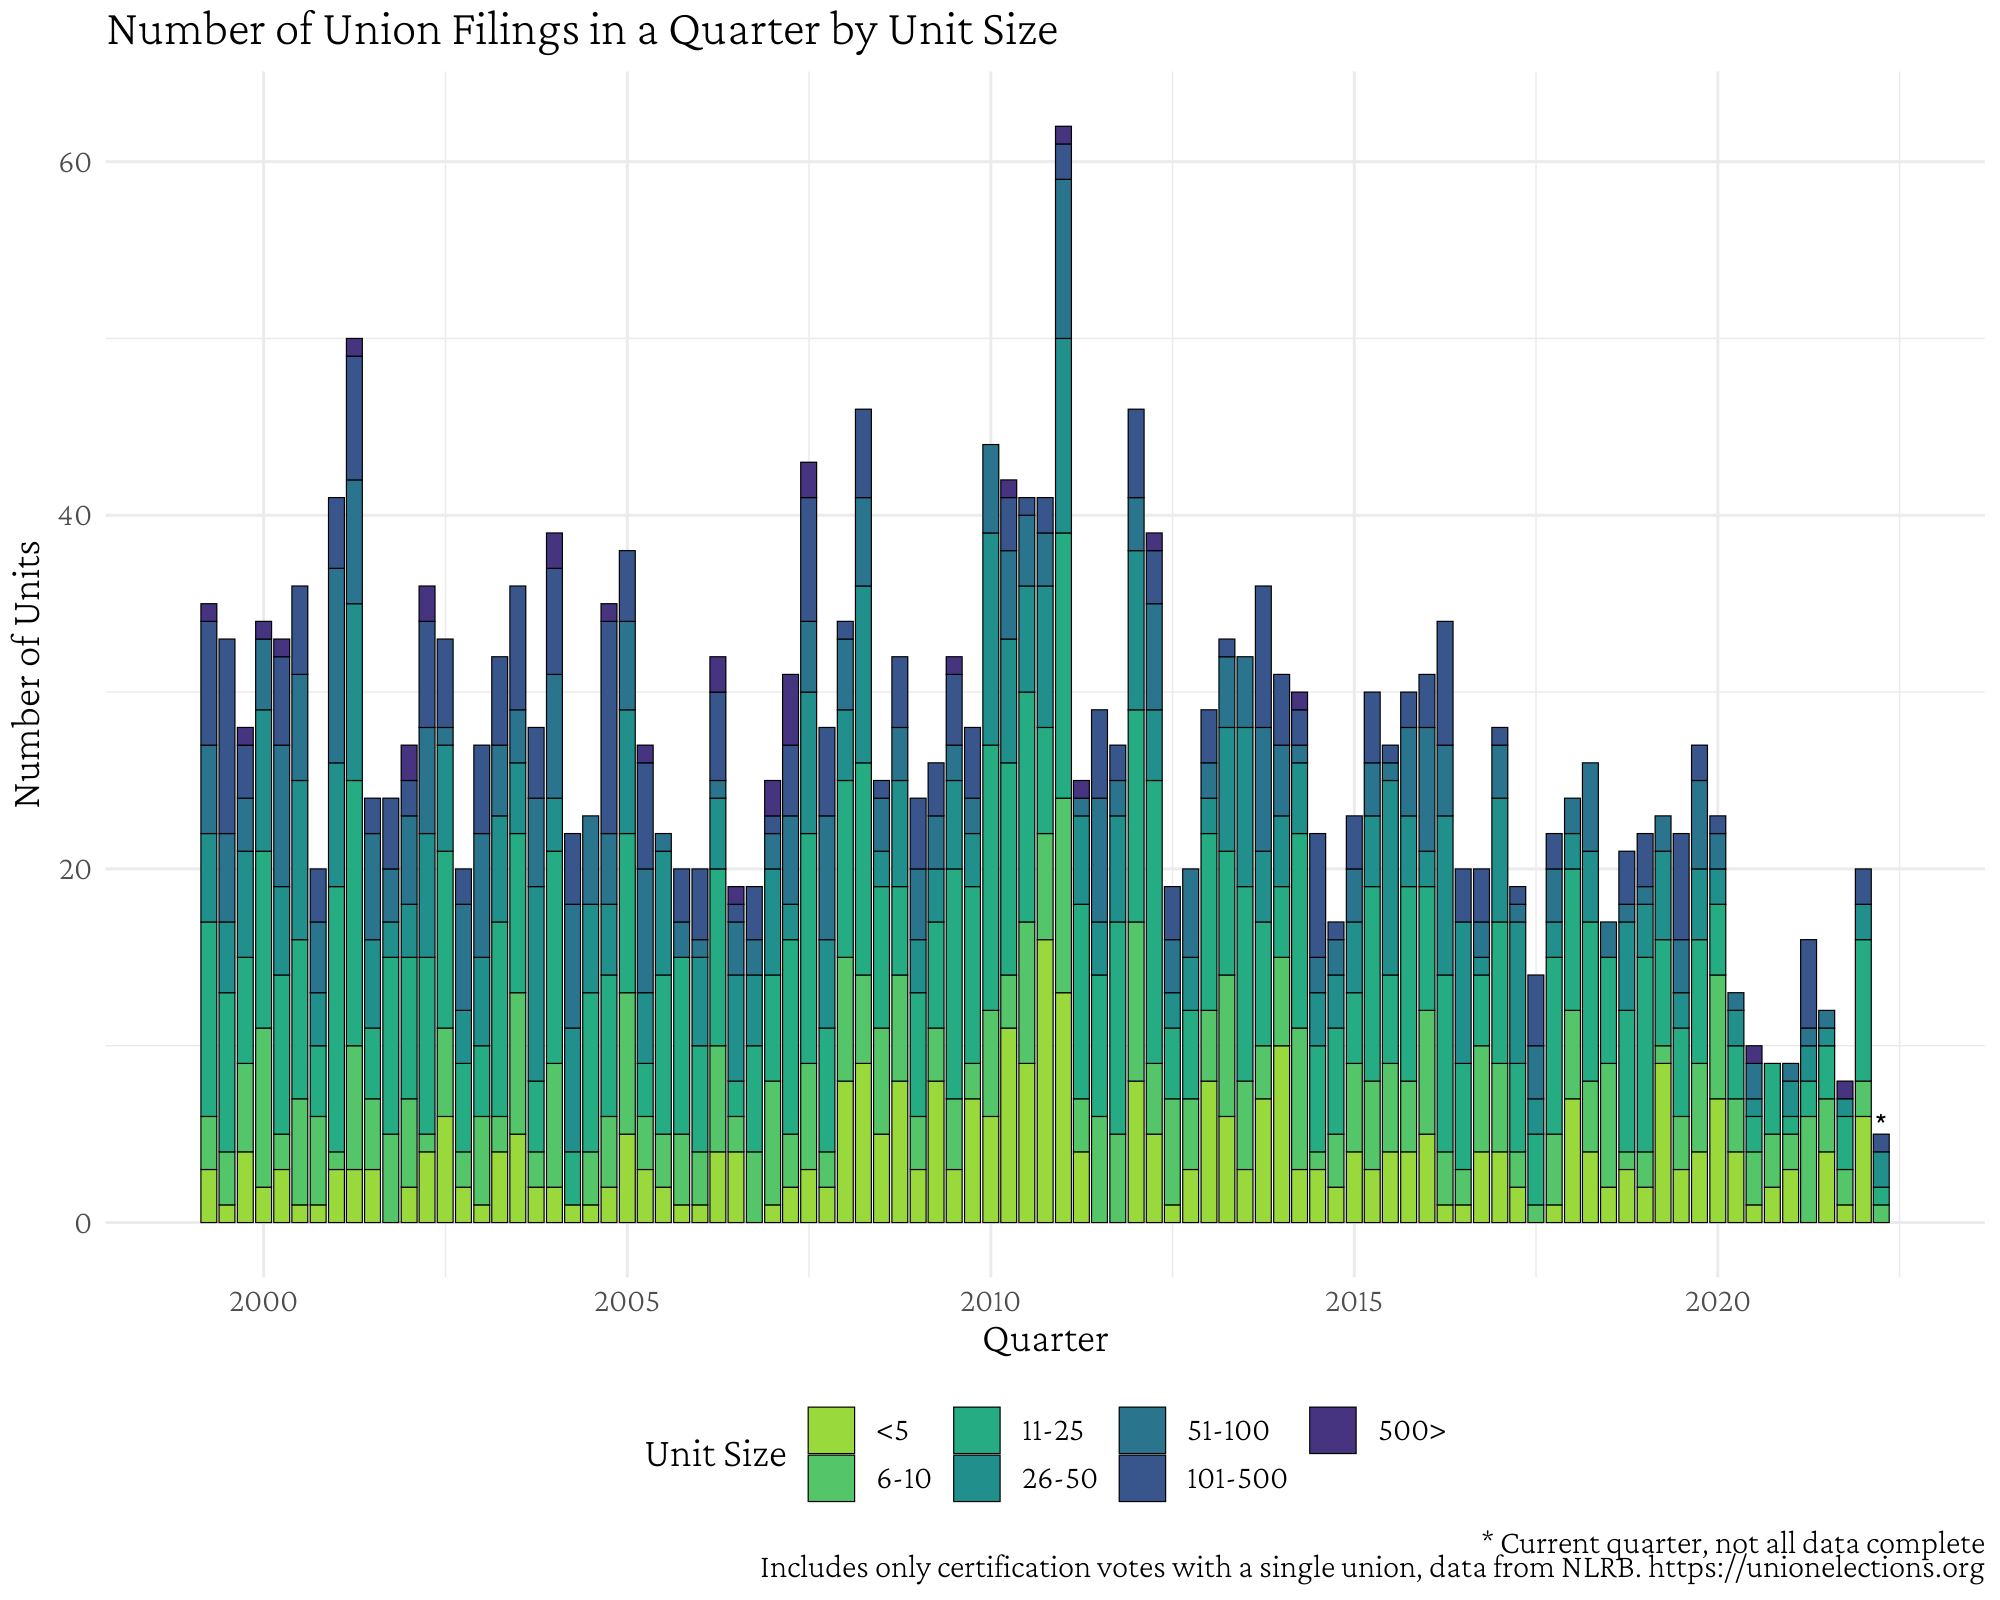 Number of Union Filings in a Quarter by Unit Size
Number of Units
60
40
20
0
2000 2005 2010 2015 2020
Quarter
Unit Size
<5 11-25 51-100 500>
6-10 26-50 101-500
*
* Current quarter, not all data complete
Includes only certification votes with a single union, data from NLRB. https://unionelections.org